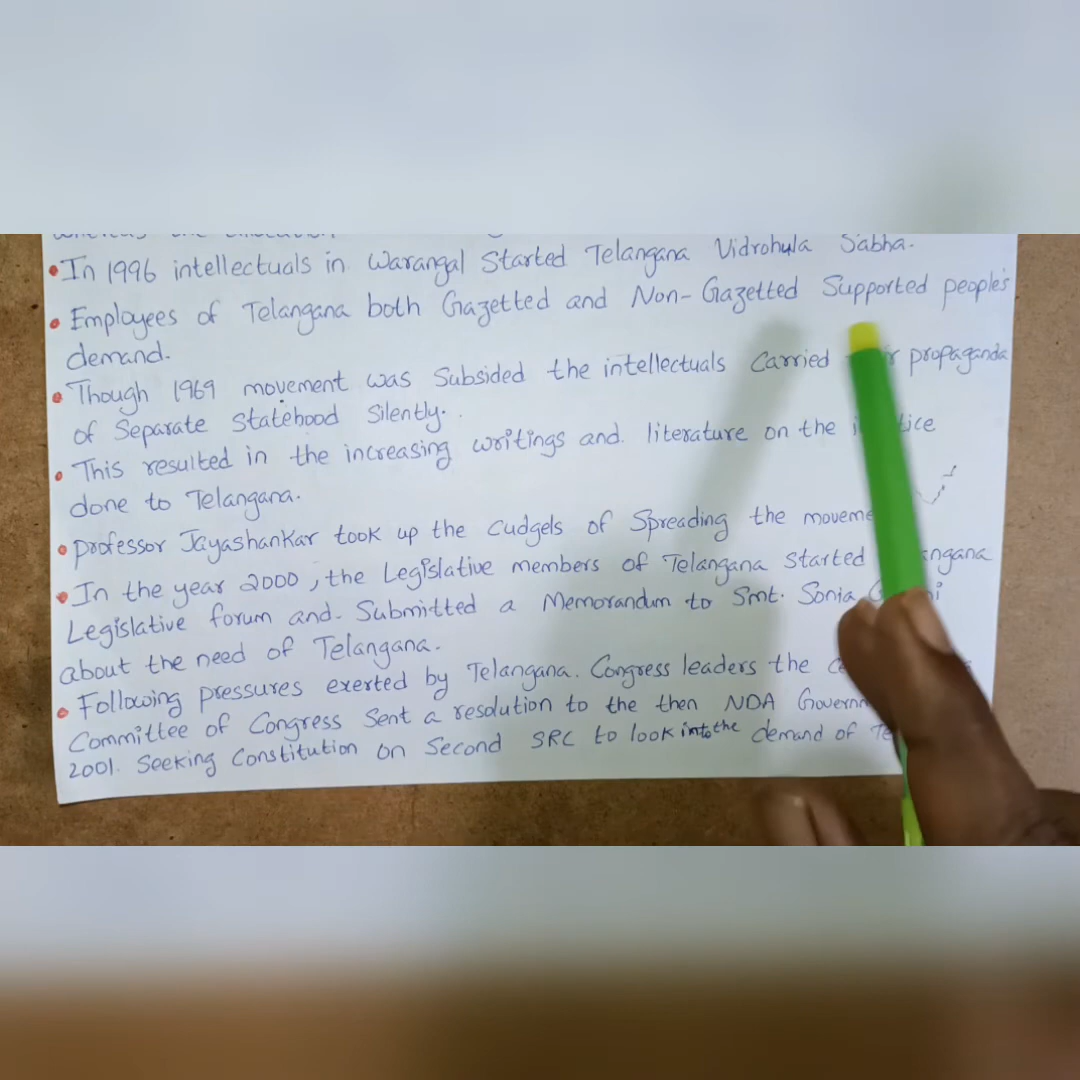 • In 1996 intellectuals in Warangal Started Telangana Vidrohula Sabha.
• Employees of Telangana both Gazetted and Non-Gazetted Supported people's
demand.
• Though 1969 movement was Subsided the intellectuals Carried propaganda
of Separate Statehood Silently.
• This resulted in the increasing writings and literature on the
done to Telangana.
• professor Jayashankar took up the cudgels of Spreading the
• In the year 2000, the Legislative members of Telangana Started
Legislative forum and Submitted a Memorandum to Smt. Sonia
about the need of Telangana.
• Following pressures exerted by Telangana. Congress leaders the
Committee of Congress Sent a resolution to the then NDA
2001. Seeking Constitution on Second SRC to look into the demand of